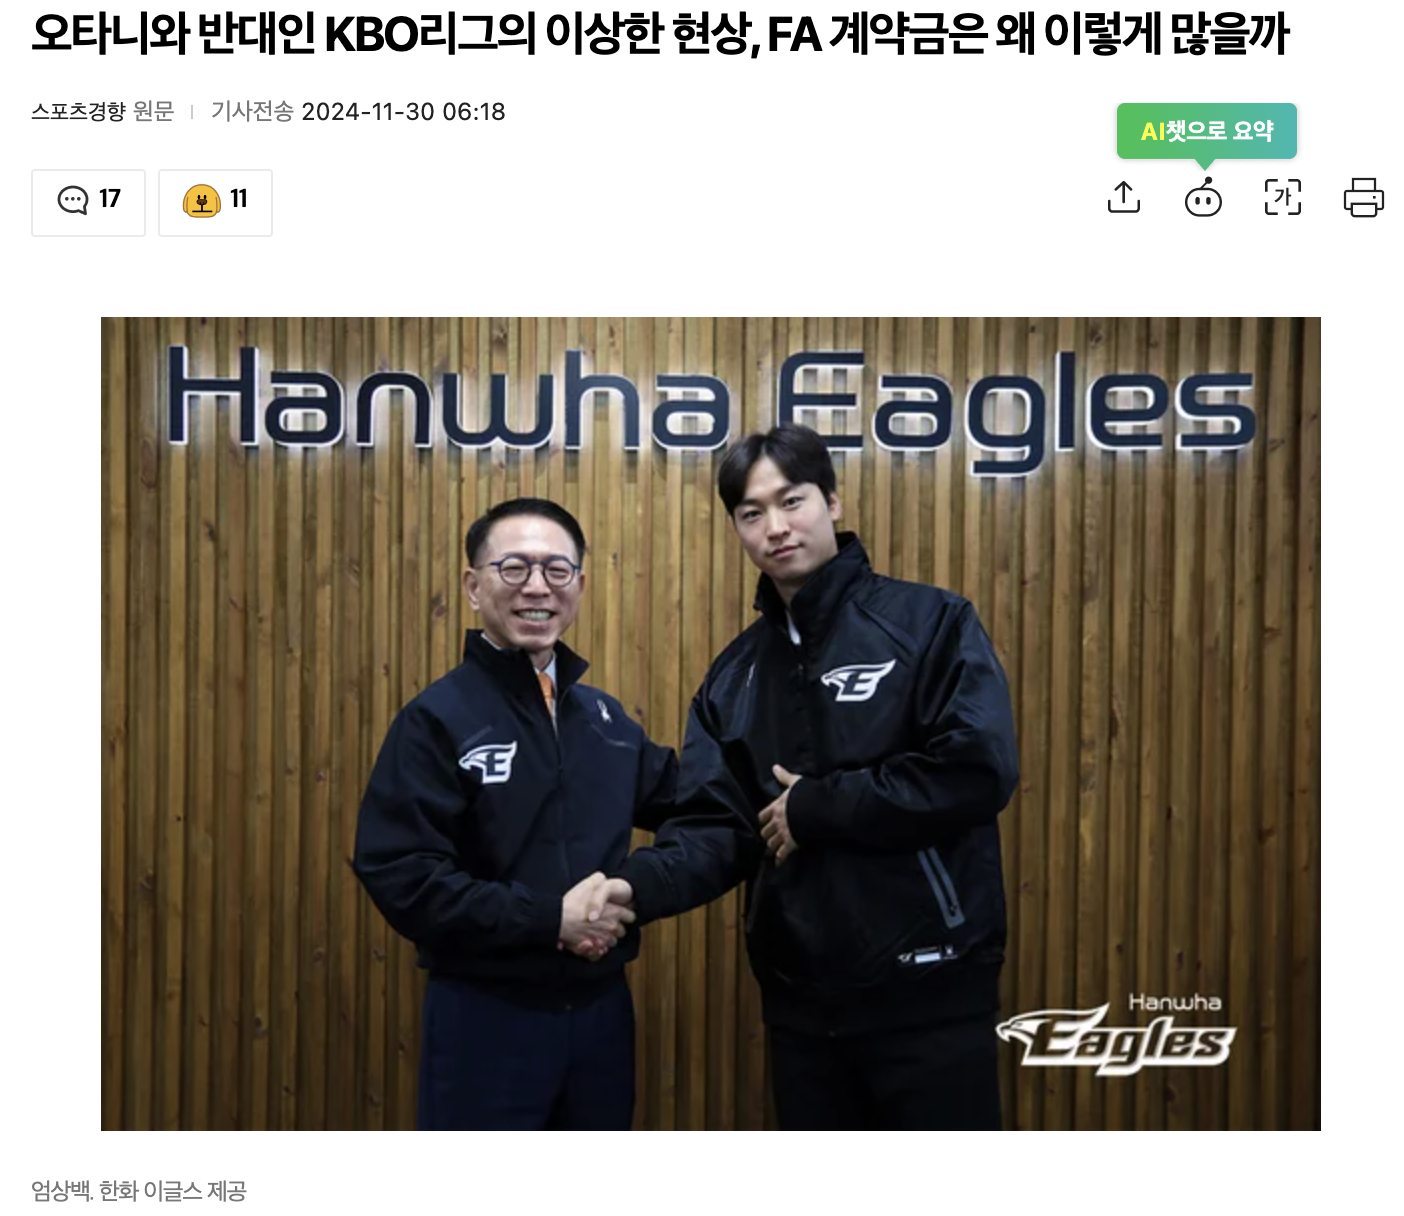 오타니와 반대인 KBO리그의 이상한 현상, FA 계약금은 왜 이렇게 많을까
스포츠경향 원문 기사전송 2024-11-30 06:18
AI챗으로 요약
17 11
가
Hanwha Eagles
E
E
Hanwha
Eagles
엄상백. 한화 이글스 제공